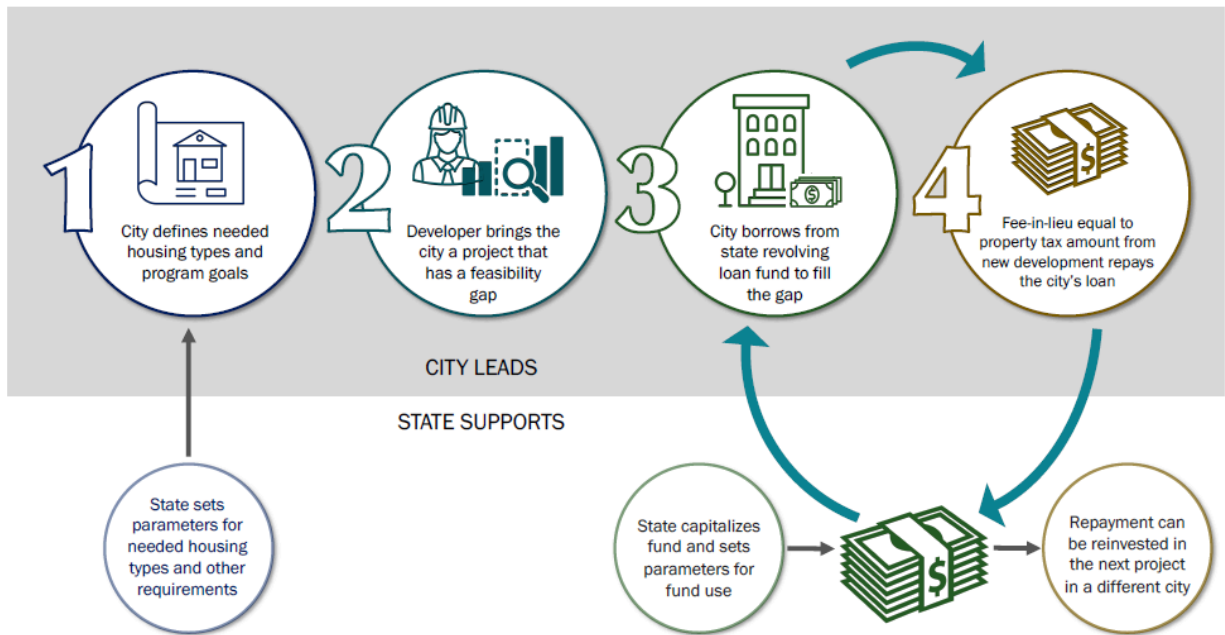 1
City defines needed
housing types and
program goals
2
Developer brings the
city a project that
has a feasibility
gap
3
City borrows from
state revolving
loan fund to fill
the gap
$
4
$
Fee-in-lieu equal to
property tax amount from
new development repays
the city's loan
CITY LEADS
STATE SUPPORTS
State sets
parameters for
needed housing
types and other
requirements
State capitalizes
fund and sets
parameters for
fund use
$
Repayment can
be reinvested in
the next project
in a different city